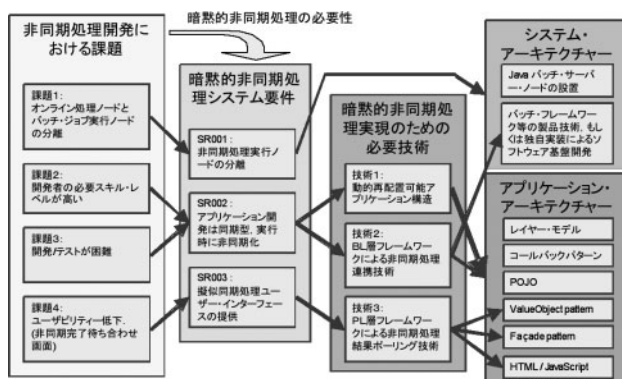 暗黙的非同期処理の必要性
非同期処理開発に
おける課題
課題1:
オンライン処理ノードと
バッチ・ジョブ実行ノード
の分離
課題2:
開発者の必要スキル・レ
ベルが高い
課題3:
開発/テストが困難
課題4:
ユーザビリティー低下.
(非同期完了待ち合わせ
画面)
暗黙的非同期処
理システム要件
SR001:
非同期処理実行ノ
ードの分離
SR002:
アプリケーション開
発は同期型, 実行
時に非同期化
SR003:
擬似同期処理ユー
ザー・インターフェ
ースの提供
暗黙的非同期処
理実現のための
必要技術
技術1:
動的再配置可能ア
プリケーション構造
技術2:
BL層フレームワー
クによる非同期処理
連携技術
技術3:
PL層フレームワー
クによる非同期処理
結果ポーリング技術
システム・
アーキテクチャー
Java バッチ・サーバ
ー・ノードの設置
バッチ・フレームワー
ク等の製品技術, もし
くは独自実装によるソ
フトウェア基盤開発
アプリケーション・
アーキテクチャー
レイヤー・モデル
コールバックパターン
POJO
ValueObject pattern
Façade pattern
HTML / JavaScript